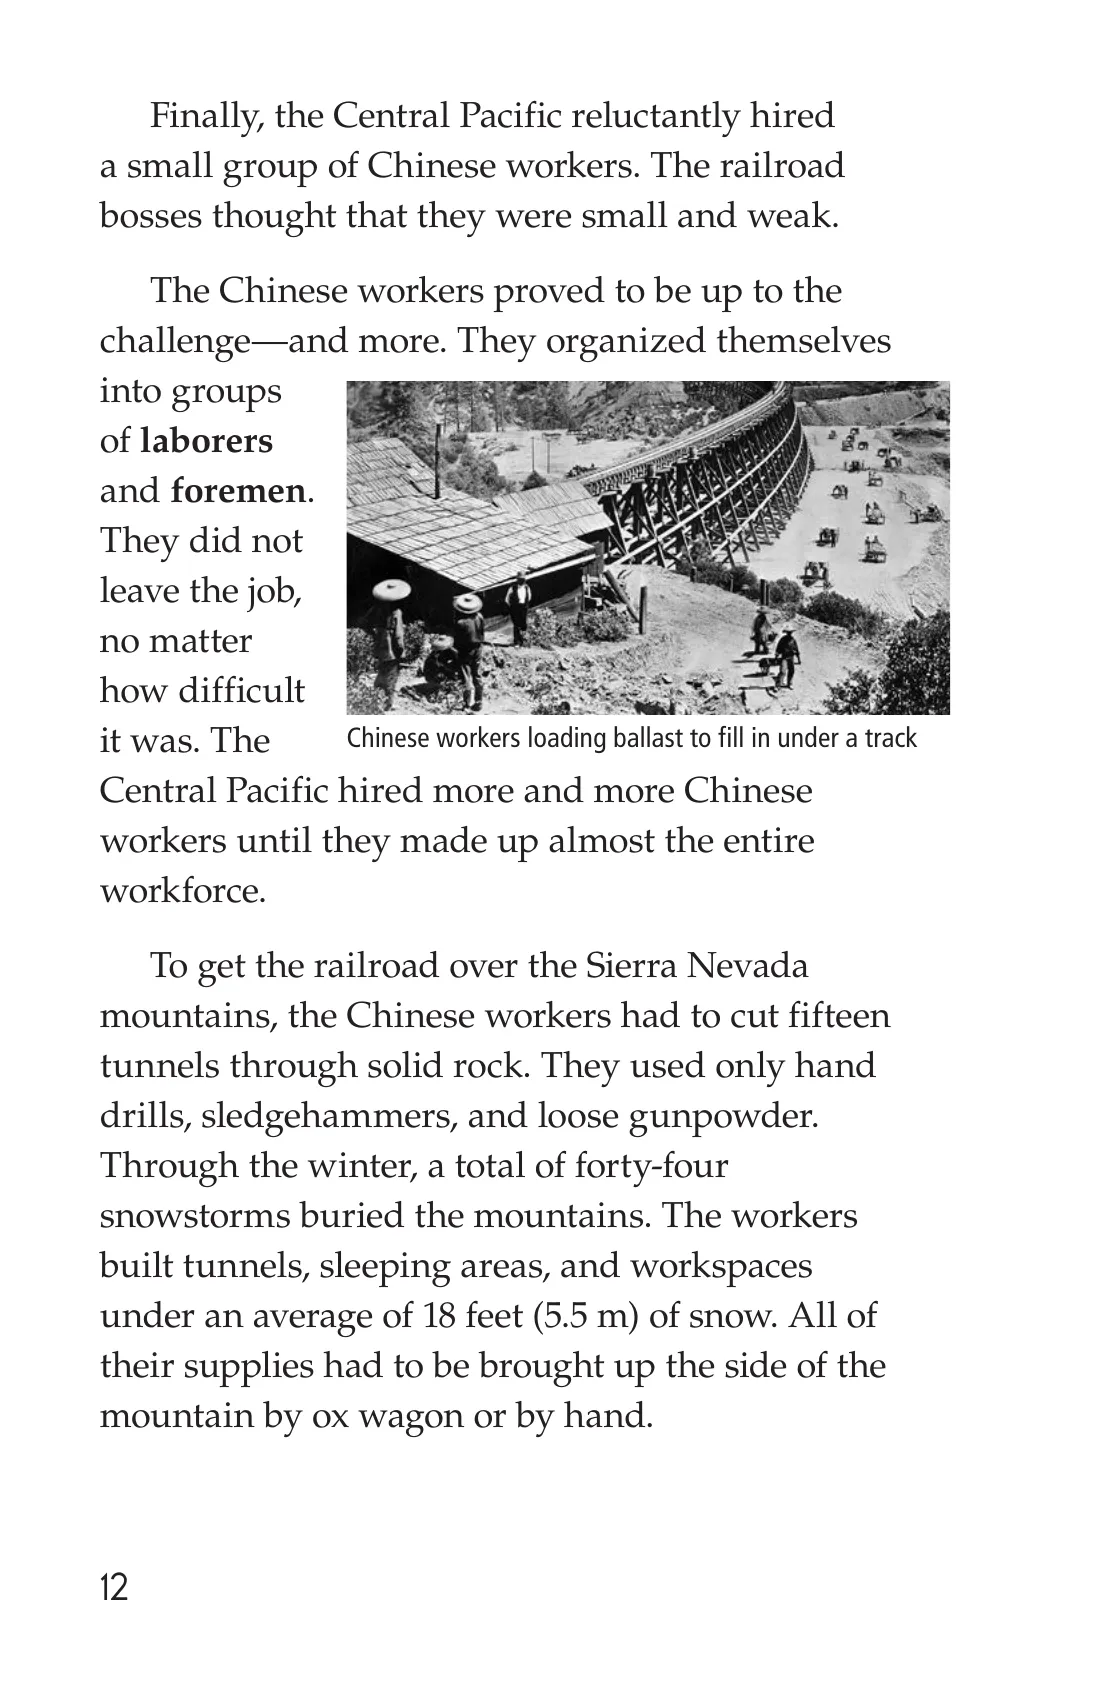 Finally, the Central Pacific reluctantly hired
a small group of Chinese workers. The railroad
bosses thought that they were small and weak.
The Chinese workers proved to be up to the
challenge—and more. They organized themselves
into groups
of laborers
and foremen.
They did not
leave the job,
no matter
how difficult
it was. The
Chinese workers loading ballast to fill in under a track
Central Pacific hired more and more Chinese
workers until they made up almost the entire
workforce.
To get the railroad over the Sierra Nevada
mountains, the Chinese workers had to cut fifteen
tunnels through solid rock. They used only hand
drills, sledgehammers, and loose gunpowder.
Through the winter, a total of forty-four
snowstorms buried the mountains. The workers
built tunnels, sleeping areas, and workspaces
under an average of 18 feet (5.5 m) of snow. All of
their supplies had to be brought up the side of the
mountain by ox wagon or by hand.
12